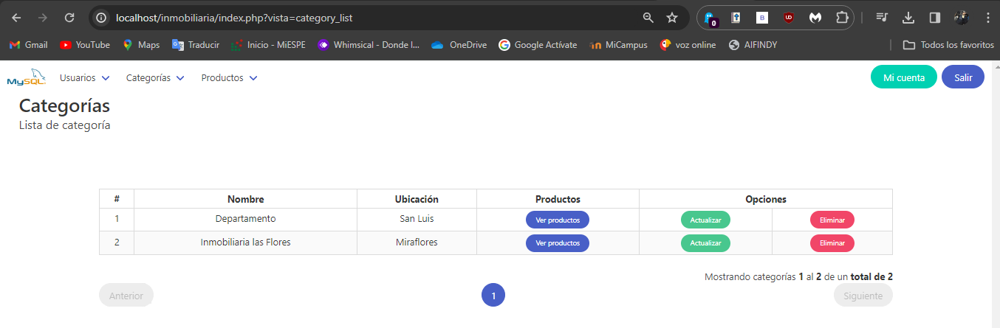 localhost/inmobiliaria/index.php?vista=category_list
0 B UD
Gmail YouTube Maps Traducir Inicio - MiESPE Whimsical - Donde l... OneDrive Google Actívate MiCampus voz online AIFINDY Todos los favoritos
MySQL Usuarios Categorías Productos Mi cuenta Salir
Categorías
Lista de categoría
# Nombre Ubicación Productos Opciones
1 Departamento San Luis Ver productos Actualizar Eliminar
2 Inmobiliaria las Flores Miraflores Ver productos Actualizar Eliminar
Mostrando categorías 1 al 2 de un total de 2
Anterior 1 Siguiente